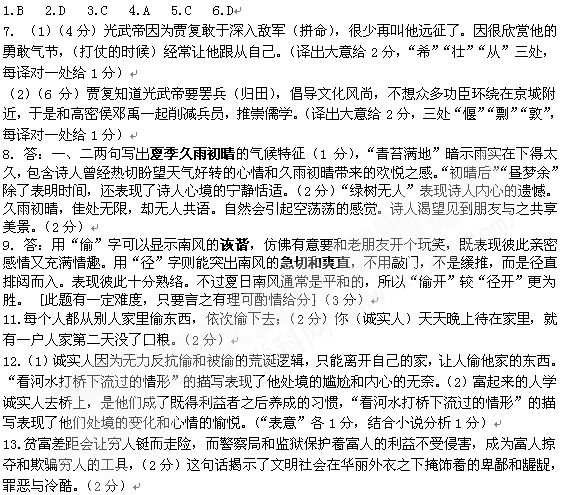 1.B　2.D　3.C　4.A　5.C　6.D
7. （1）（4 分）光武帝因为贾复敢于深入敌军（拼命），很少再叫他远征了。因很欣赏他的
勇敢气节，（打仗的时候）经常让他跟从自己。（译出大意给 2 分，“希”“壮”“从”三处，
每译对一处给 1 分）
（2）（6 分）贾复知道光武帝要罢兵（归田），倡导文化风尚，不想众多功臣环绕在京城附
近，于是和高密侯邓禹一起削减兵员，推崇儒学。（译出大意给 2 分，三处“偃”“剽”“敦”，
每译对一处给 1 分）
8. 答：一、二两句写出夏季久雨初晴的气候特征（1 分），“青苔满地”暗示雨实在下得太
久，包含诗人曾经热切盼望天气好转的心情和久雨初晴带来的欢悦之感。“初晴后”“昼梦余”
除了表明时间，还表现了诗人心境的宁静恬适。（2 分）“绿树无人”表现诗人内心的遗憾。
久雨初晴，佳处无限，却无人共语。自然会引起空荡荡的感觉。诗人渴望见到朋友与之共享
美景。（2 分）
9. 答：用“偷”字可以显示南风的诙谐，仿佛有意要和老朋友开个玩笑，既表现彼此亲密
感情又充满情趣。用“径”字则能突出南风的急切和爽直，不用敲门，不是缓推，而是径直
排闼而入。表现彼此十分熟络。不过夏日南风通常是平和的，所以“偷开”较“径开”更为
胜。 [此题有一定难度，只要言之有理可酌情给分]（3 分）
11.每个人都从别人家里偷东西，依次偷下去；（2 分）你（诚实人）天天晚上待在家里，就
有一户人家第二天没了口粮。（2 分）
12.（1）诚实人因为无力反抗偷和被偷的荒诞逻辑，只能离开自己的家，让人偷他家的东西。
“看河水打桥下流过的情形”的描写表现了他处境的尴尬和内心的无奈。（2）富起来的人学
诚实人去桥上，是他们成了既得利益者之后养成的习惯，“看河水打桥下流过的情形”的描
写表现了他们处境的变化和心情的愉悦。（“表意”各 1 分，结合小说分析 1 分）
13.贫富差距会让穷人铤而走险，而警察局和监狱保护着富人的利益不受侵害，成为富人掠
夺和欺骗穷人的工具，（2 分）这句话揭示了文明社会在华丽外衣之下掩饰着的卑鄙和龌龊，
罪恶与冷酷。（2 分）